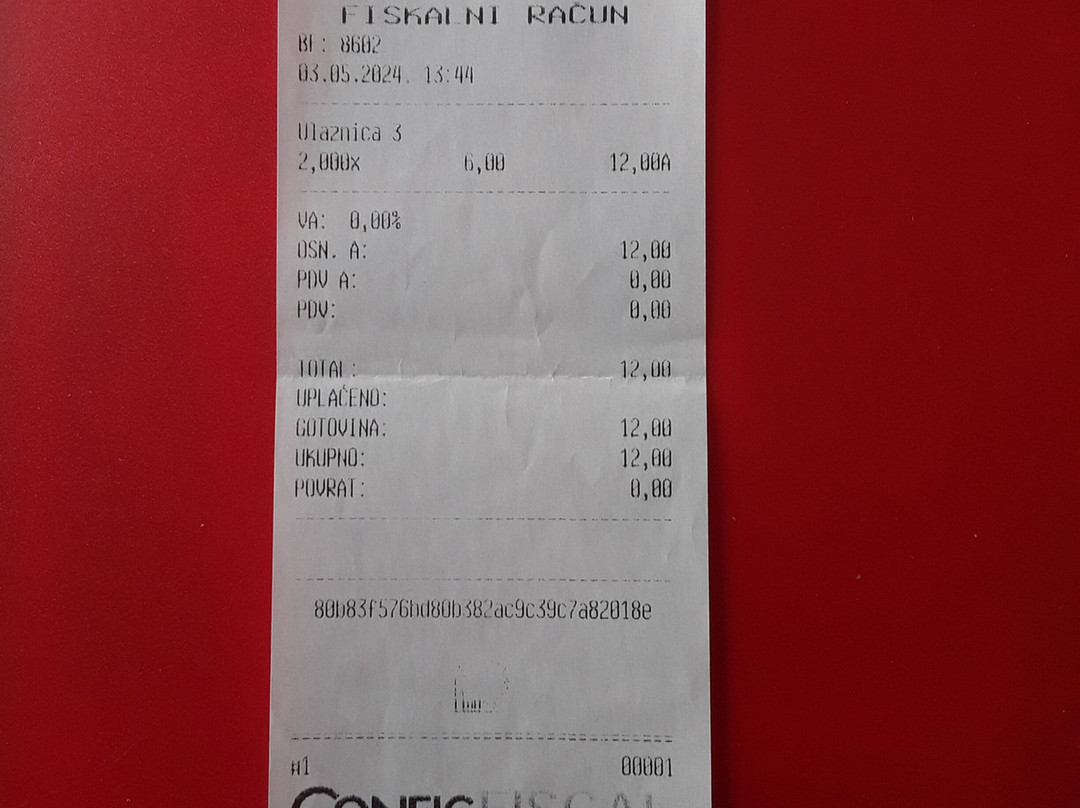 FISKALNI RAČUN
BF: 8602
03.05.2024. 13:44
Ulaznica 3
2,000x 6,00 12,00A
VA: 0,00%
OSN. A: 12,00
PDV A: 0,00
PDV: 0,00
TOTAL: 12,00
UPLAĆENO:
GOTOVINA: 12,00
UKUPNO: 12,00
POVRAT: 0,00
80b83f576bd80b382ac9c39c7a82018e
#1 00001
CONFIGFISCAL